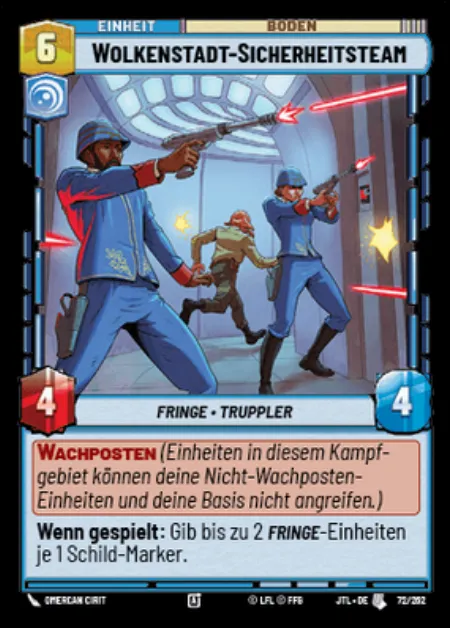 EINHEIT
BODEN
6
WOLKENSTADT-SICHERHEITSTEAM
4
4
FRINGE • TRUPPLER
WACHPOSTEN (Einheiten in diesem Kampf-
gebiet können deine Nicht-Wachposten-
Einheiten und deine Basis nicht angreifen.)
Wenn gespielt: Gib bis zu 2 FRINGE-Einheiten
je 1 Schild-Marker.
OMERCAN CIRIT
A
© LFL © FFG
JTL • DE
72/262